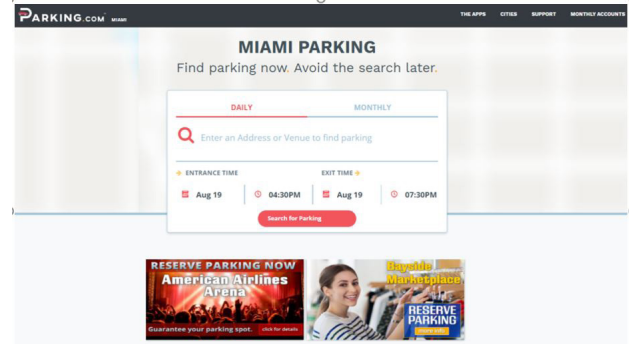 PARKING.COM MIAMI
THE APPS CITIES SUPPORT MONTHLY ACCOUNTS
MIAMI PARKING
Find parking now. Avoid the search later.
DAILY MONTHLY
Enter an Address or Venue to find parking
ENTRANCE TIME EXIT TIME
Aug 19 04:30PM Aug 19 07:30PM
Search for Parking
RESERVE PARKING NOW
American Airlines
Arena
Guarantee your parking spot. click for details
Bayside
Marketplace
RESERVE
PARKING
more info